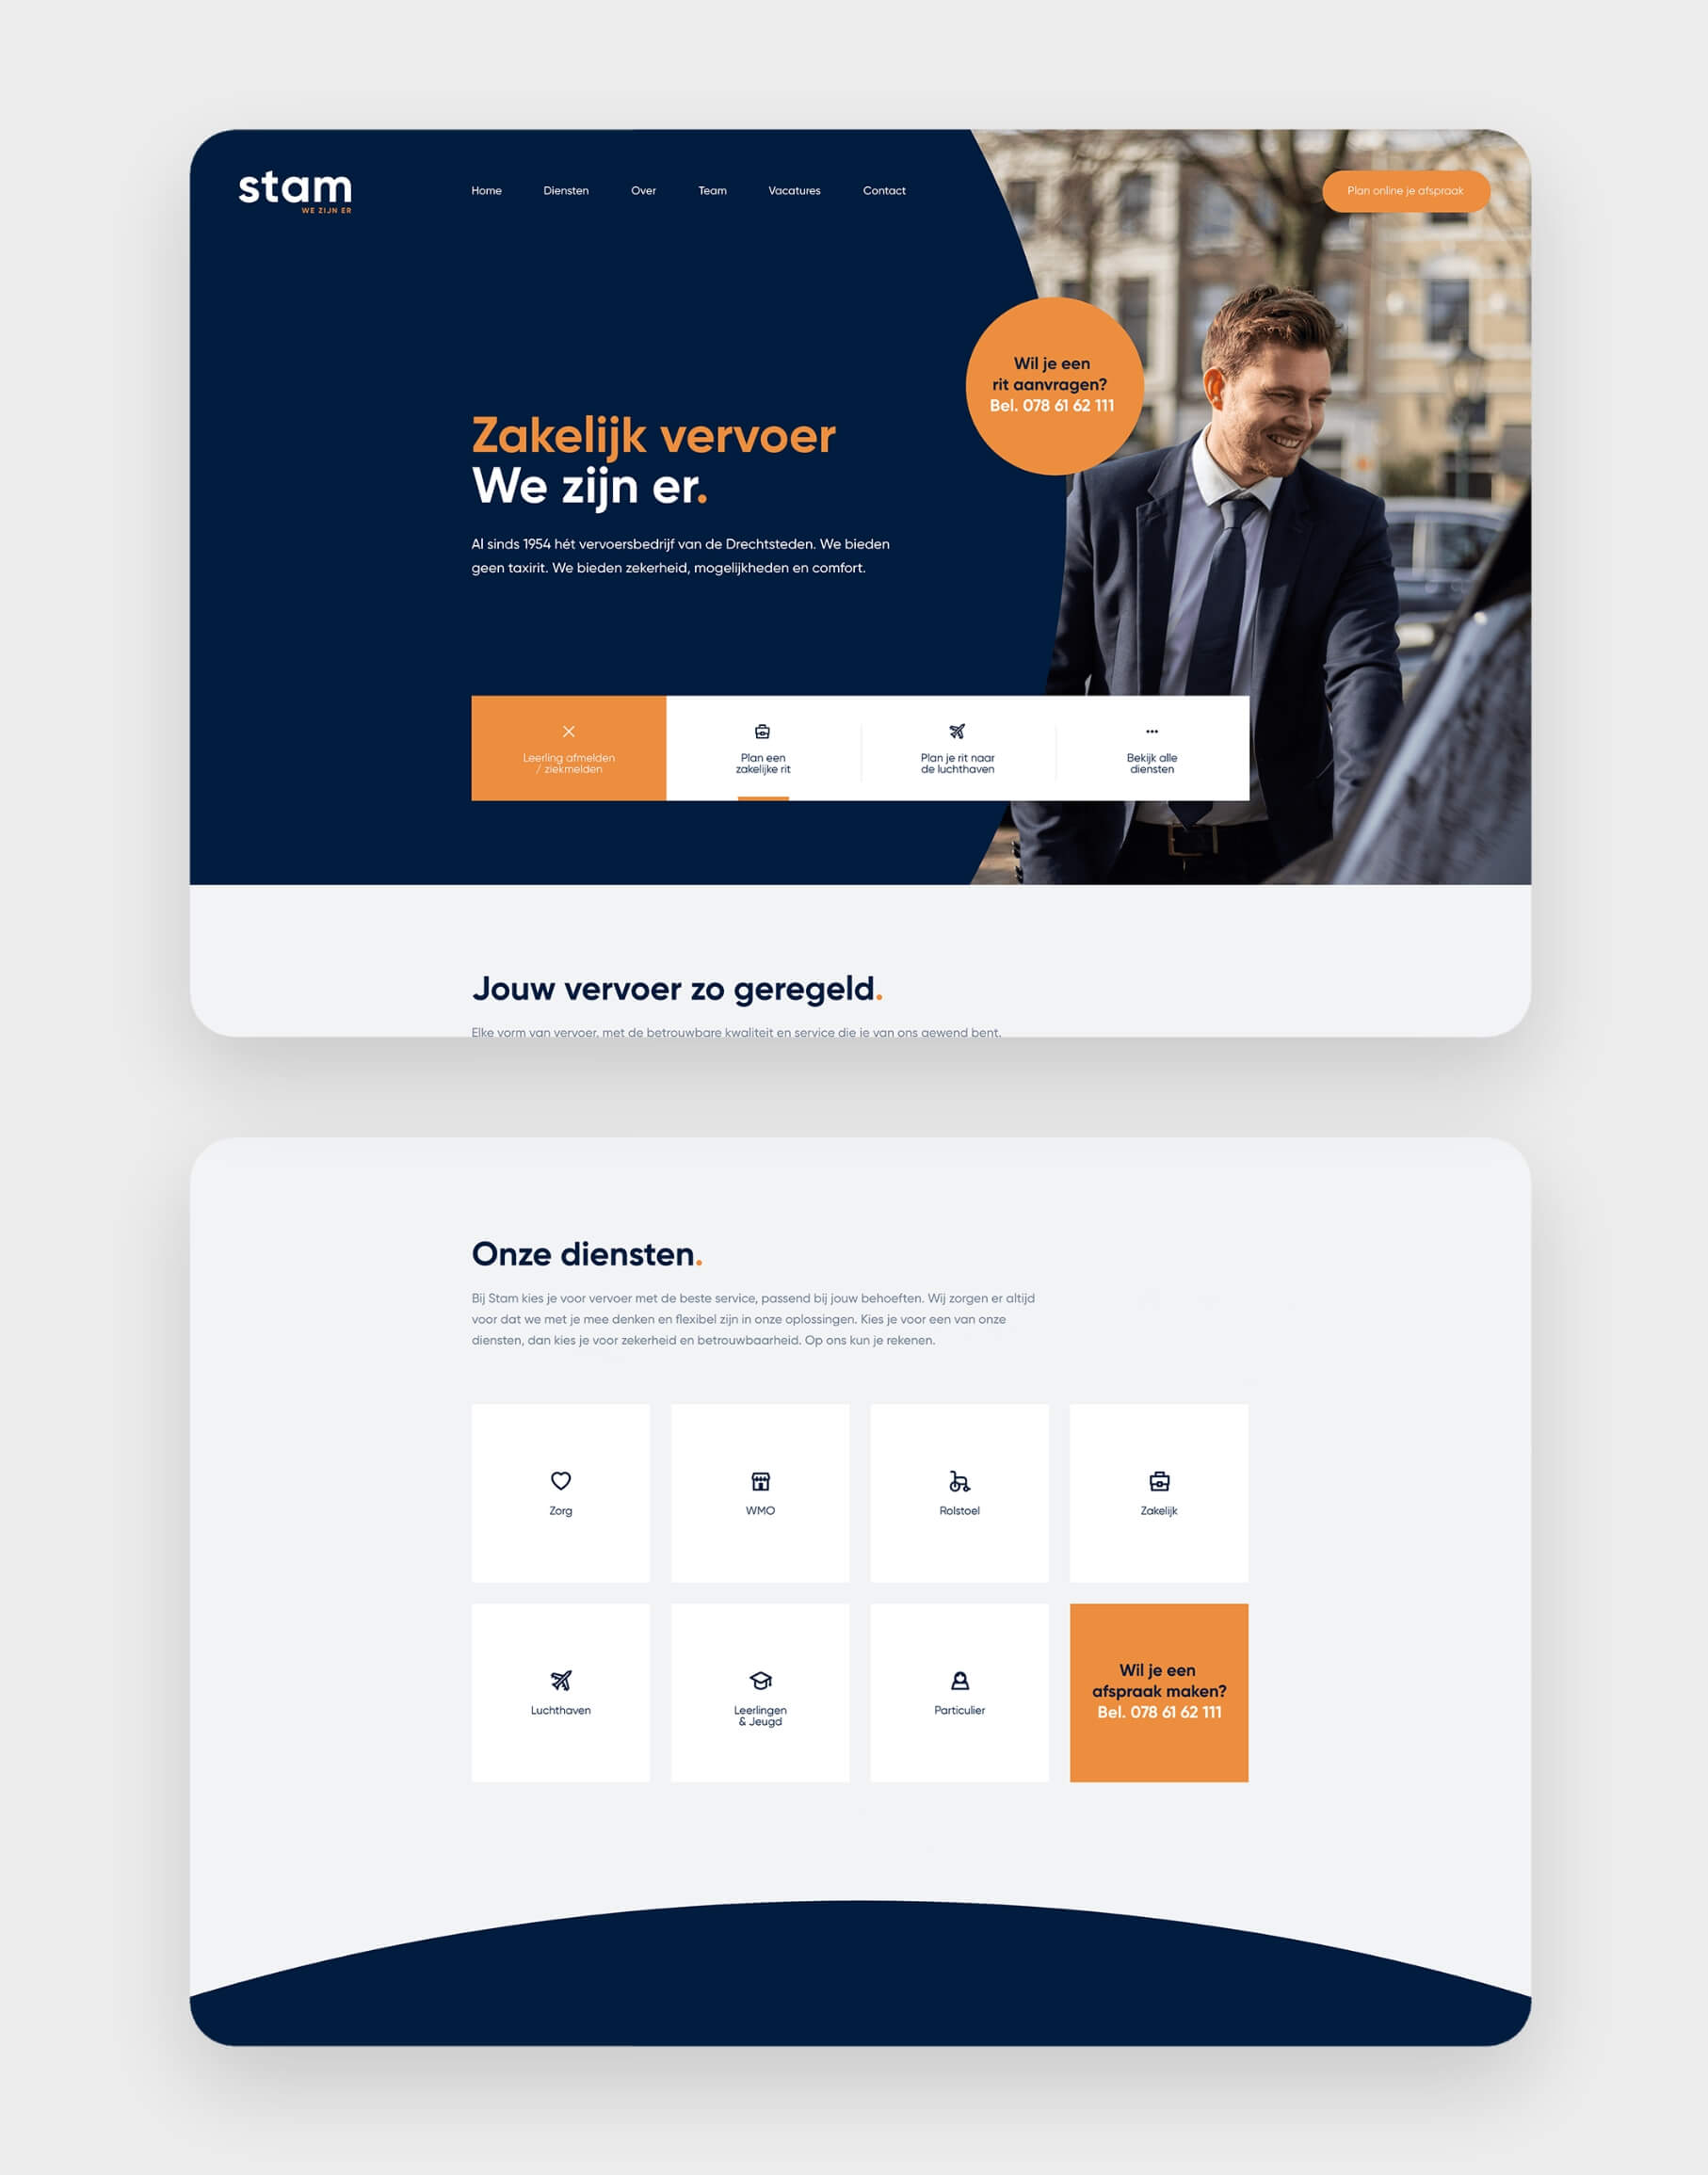 stam
WE ZIJN ER
Home
Diensten
Over
Team
Vacatures
Contact
Plan online je afspraak
Wil je een
rit aanvragen?
Bel. 078 61 62 111
Zakelijk vervoer
We zijn er.
Al sinds 1954 hét vervoersbedrijf van de Drechtsteden. We bieden
geen taxirit. We bieden zekerheid, mogelijkheden en comfort.
Leerling afmelden
/ ziekmelden
Plan een
zakelijke rit
Plan je rit naar
de luchthaven
Bekijk alle
diensten
Jouw vervoer zo geregeld.
Elke vorm van vervoer, met de betrouwbare kwaliteit en service die je van ons gewend bent.
Onze diensten.
Bij Stam kies je voor vervoer met de beste service, passend bij jouw behoeften. Wij zorgen er altijd
voor dat we met je mee denken en flexibel zijn in onze oplossingen. Kies je voor een van onze
diensten, dan kies je voor zekerheid en betrouwbaarheid. Op ons kun je rekenen.
Zorg
WMO
Rolstoel
Zakelijk
Luchthaven
Leerlingen
& Jeugd
Particulier
Wil je een
afspraak maken?
Bel. 078 61 62 111